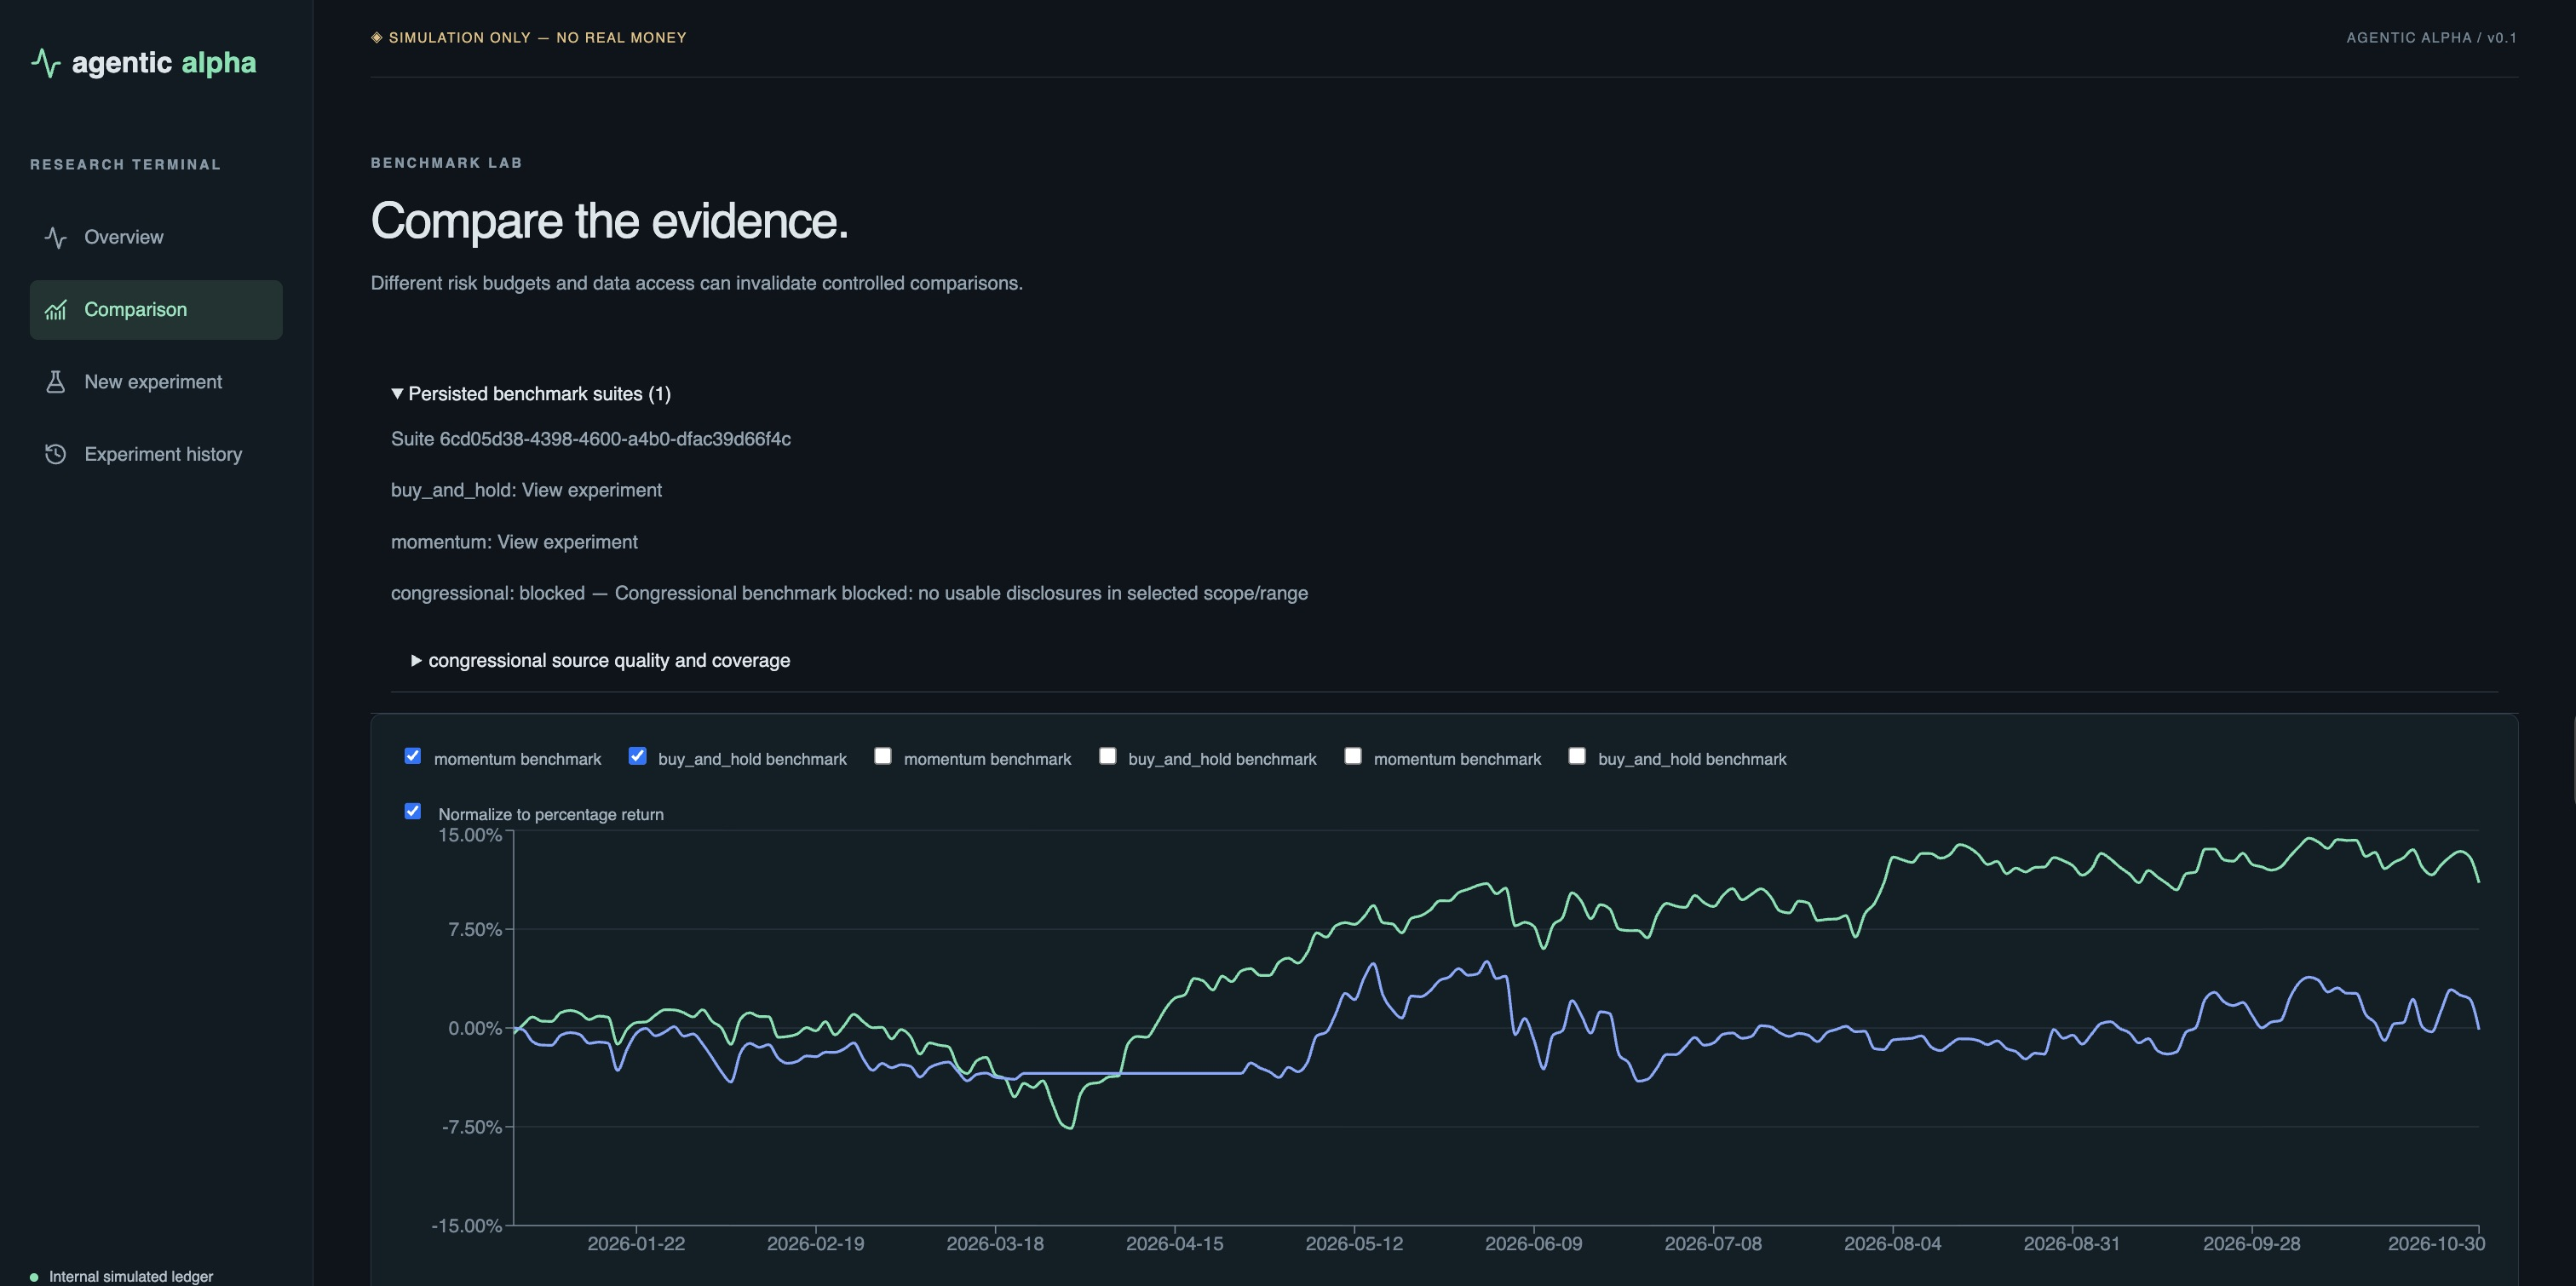 agentic alpha
◈ SIMULATION ONLY — NO REAL MONEY
AGENTIC ALPHA / v0.1
RESEARCH TERMINAL
Overview
Comparison
New experiment
Experiment history
Internal simulated ledger
BENCHMARK LAB
Compare the evidence.
Different risk budgets and data access can invalidate controlled comparisons.
▼ Persisted benchmark suites (1)
Suite 6cd05d38-4398-4600-a4b0-dfac39d66f4c
buy_and_hold: View experiment
momentum: View experiment
congressional: blocked — Congressional benchmark blocked: no usable disclosures in selected scope/range
▶ congressional source quality and coverage
momentum benchmark buy_and_hold benchmark momentum benchmark buy_and_hold benchmark momentum benchmark buy_and_hold benchmark
Normalize to percentage return
15.00%
7.50%
0.00%
-7.50%
-15.00%
2026-01-22 2026-02-19 2026-03-18 2026-04-15 2026-05-12 2026-06-09 2026-07-08 2026-08-04 2026-08-31 2026-09-28 2026-10-30